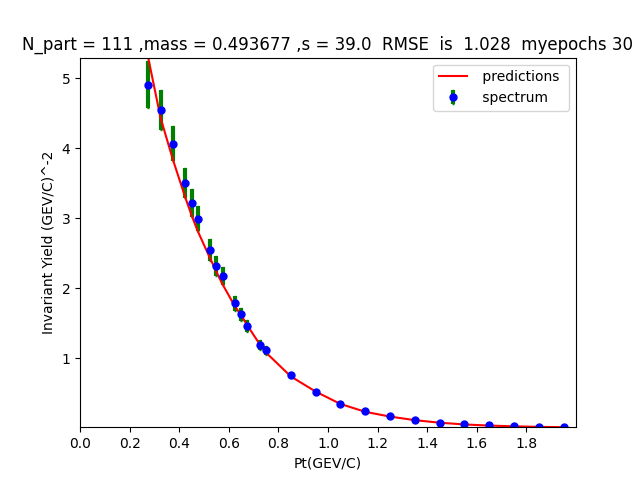 N_part = 111 ,mass = 0.493677 ,s = 39.0  RMSE  is  1.028  myepochs 30
predictions
spectrum
Invariant Yield (GEV/C)^-2
5
4
3
2
1
0.0 0.2 0.4 0.6 0.8 1.0 1.2 1.4 1.6 1.8
Pt(GEV/C)